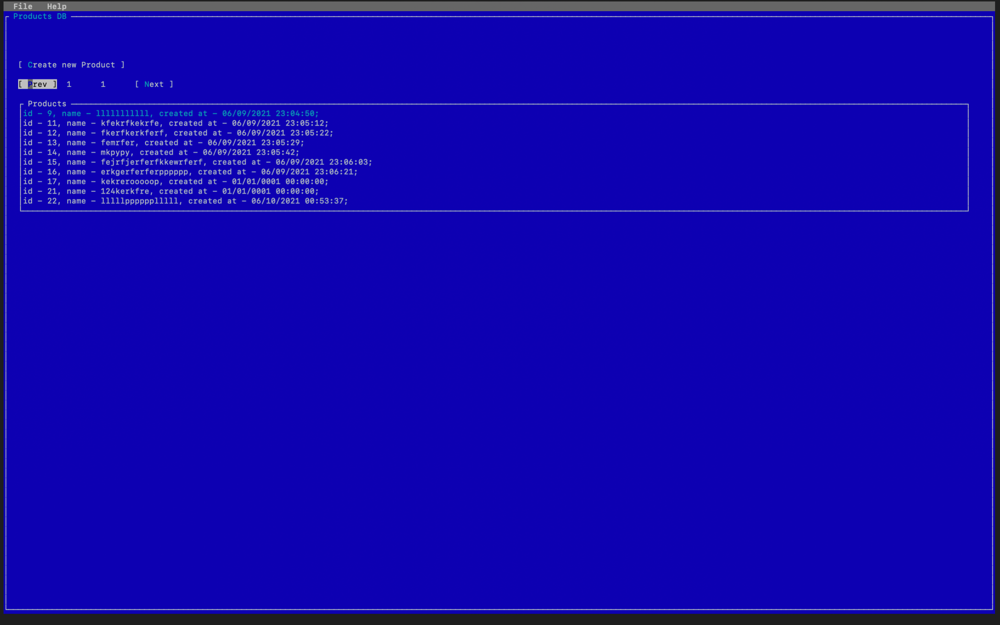 File Help
Products DB
[ Create new Product ]
[ Prev ] 1 1 [ Next ]
Products
id - 9, name - lllllllllll, created at - 06/09/2021 23:04:50;
id - 11, name - kfekrfkekrfe, created at - 06/09/2021 23:05:12;
id - 12, name - fkerfkerkferf, created at - 06/09/2021 23:05:22;
id - 13, name - femrfer, created at - 06/09/2021 23:05:29;
id - 14, name - mkpypy, created at - 06/09/2021 23:05:42;
id - 15, name - fejrfjerferfkkewrferf, created at - 06/09/2021 23:06:03;
id - 16, name - erkgerferferpppppp, created at - 06/09/2021 23:06:21;
id - 17, name - kekrerooooop, created at - 01/01/0001 00:00:00;
id - 21, name - 124kerkfre, created at - 01/01/0001 00:00:00;
id - 22, name - lllllpppppplllll, created at - 06/10/2021 00:53:37;